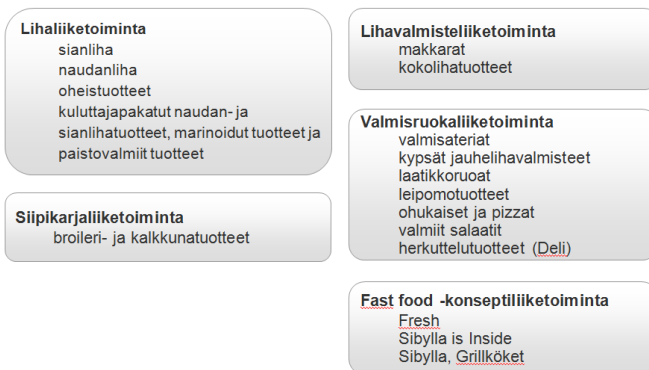 Lihaliiketoiminta
sianliha
naudanliha
oheistuotteet
kuluttajapakatut naudan- ja
sianlihatuotteet, marinoidut tuotteet ja
paistovalmiit tuotteet
Siipikarjaliiketoiminta
broileri- ja kalkkunatuotteet
Lihavalmisteliiketoiminta
makkarat
kokolihatuotteet
Valmisruokaliiketoiminta
valmisateriat
kypsät jauhelihavalmisteet
laatikkoruoat
leipomotuotteet
ohukaiset ja pizzat
valmiit salaatit
herkuttelutuotteet (Deli)
Fast food -konseptiliiketoiminta
Fresh
Sibylla is Inside
Sibylla, Grillköket